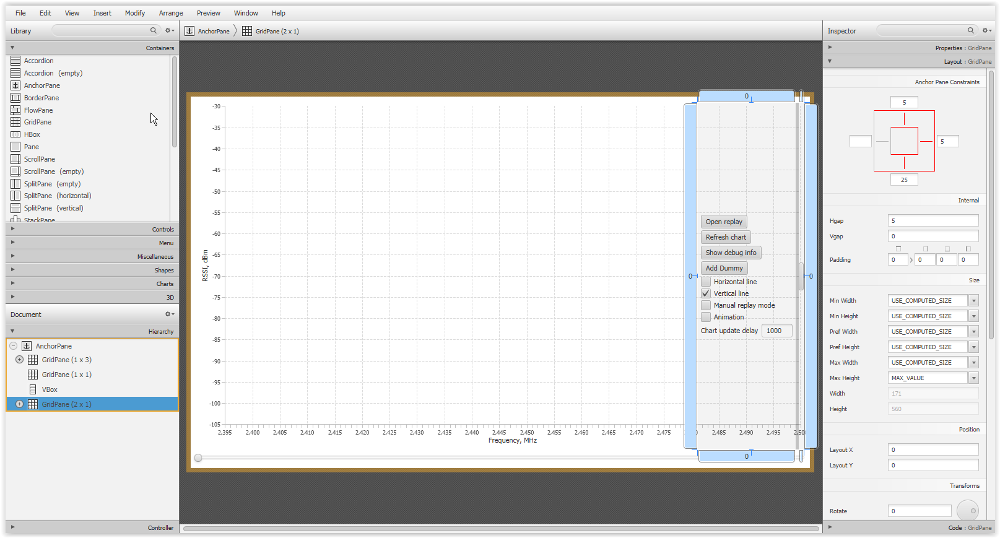 File Edit View Insert Modify Arrange Preview Window Help
Library
AnchorPane GridPane (2 x 1)
Inspector
Containers
Accordion
Accordion (empty)
AnchorPane
BorderPane
FlowPane
GridPane
HBox
Pane
ScrollPane
ScrollPane (empty)
SplitPane (empty)
SplitPane (horizontal)
SplitPane (vertical)
StackPane
Controls
Menu
Miscellaneous
Shapes
Charts
3D
Document
Hierarchy
AnchorPane
GridPane (1 x 3)
GridPane (1 x 1)
VBox
GridPane (2 x 1)
Controller
0
-30
-35
-40
-45
-50
-55
-60
-65
-70
-75
-80
-85
-90
-95
-100
-105
RSSI, dBm
2,395 2,400 2,405 2,410 2,415 2,420 2,425 2,430 2,435 2,440 2,445 2,450 2,455 2,460 2,465 2,470 2,475 2,485 2,490 2,495
Frequency, MHz
Open replay
Refresh chart
Show debug info
Add Dummy
0 0
Horizontal line
Vertical line
Manual replay mode
Animation
Chart update delay 1000
0
Properties : GridPane
Layout : GridPane
Anchor Pane Constraints
5
5
25
Internal
Hgap 5
Vgap 0
Padding 0 0 0 0
Size
Min Width USE_COMPUTED_SIZE
Min Height USE_COMPUTED_SIZE
Pref Width USE_COMPUTED_SIZE
Pref Height USE_COMPUTED_SIZE
Max Width USE_COMPUTED_SIZE
Max Height MAX_VALUE
Width 171
Height 560
Position
Layout X 0
Layout Y 0
Transforms
Rotate 0
Code : GridPane